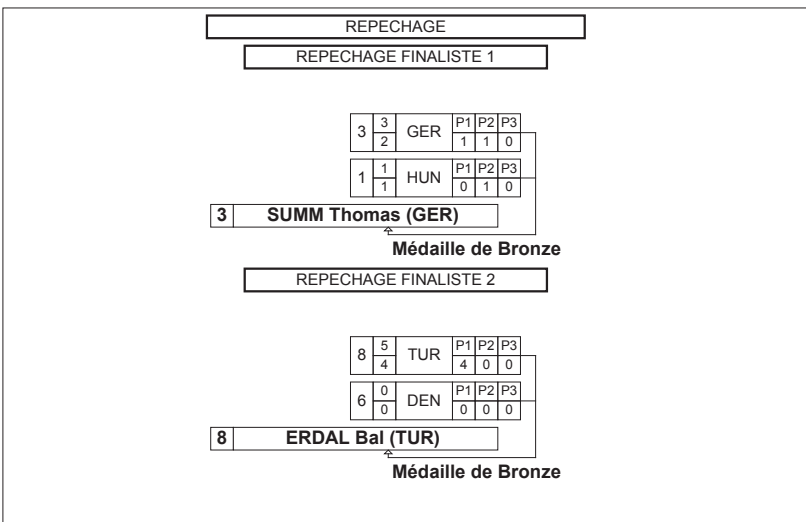 REPECHAGE
REPECHAGE FINALISTE 1
3 3 GER P1 P2 P3
2 1 1 0
1 1 HUN P1 P2 P3
1 0 1 0
3 SUMM Thomas (GER)
Médaille de Bronze
REPECHAGE FINALISTE 2
8 5 TUR P1 P2 P3
4 4 0 0
6 0 DEN P1 P2 P3
0 0 0 0
8 ERDAL Bal (TUR)
Médaille de Bronze